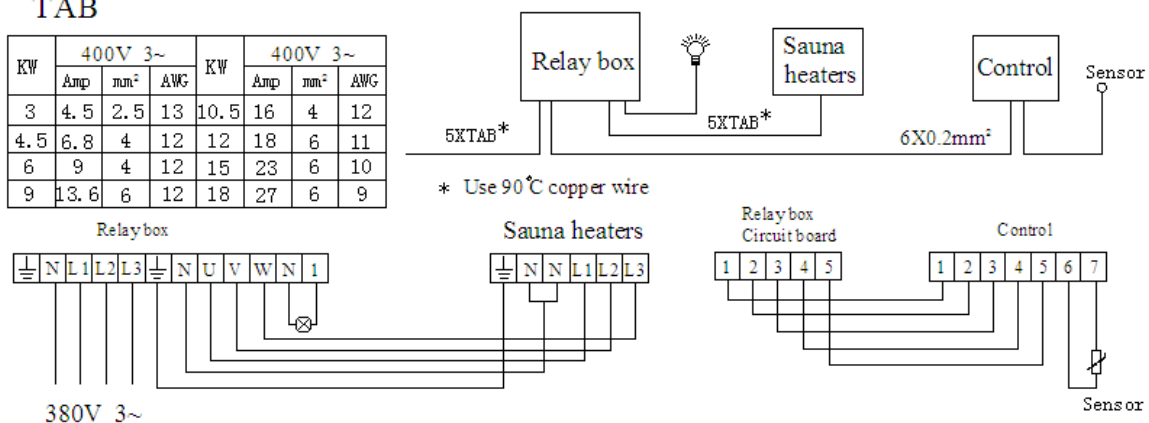 TAB
KW 400V 3~ KW 400V 3~
Amp mm² AWG Amp mm² AWG
3 4.5 2.5 13 10.5 16 4 12
4.5 6.8 4 12 12 18 6 11
6 9 4 12 15 23 6 10
9 13.6 6 12 18 27 6 9
Relay box
Sauna
heaters
Control
Sensor
5XTAB*
5XTAB*
6X0.2mm²
* Use 90℃ copper wire
Relay box
N L1 L2 L3 N U V W N 1
380V 3~
Sauna heaters
N N L1 L2 L3
Relay box
Circuit board
1 2 3 4 5
Control
1 2 3 4 5 6 7
Sensor